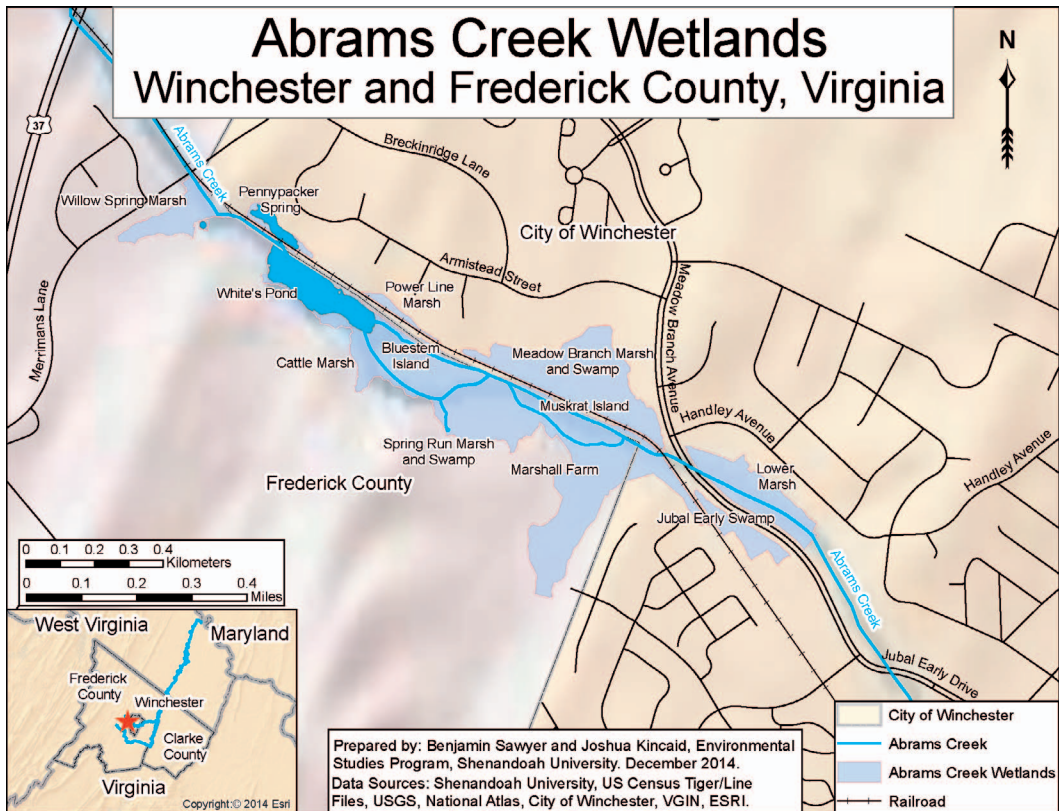 Abrams Creek Wetlands
Winchester and Frederick County, Virginia
N
37
Abrams Creek
Breckinridge Lane
Willow Spring Marsh
Pennypacker
Spring
City of Winchester
Armistead Street
White's Pond
Power Line
Marsh
Meadow Branch Avenue
Merrimans Lane
Bluestem
Island
Cattle Marsh
Meadow Branch Marsh
and Swamp
Muskrat Island
Handley Avenue
Handley Avenue
Spring Run Marsh
and Swamp
Marshall Farm
Lower
Marsh
Frederick County
Jubal Early Swamp
Abrams Creek
Jubal Early Drive
0 0.1 0.2 0.3 0.4
Kilometers
0 0.1 0.2 0.3 0.4
Miles
West Virginia
Maryland
Frederick
County
Winchester
Clarke
County
Virginia
Copyright:© 2014 Esri
Prepared by: Benjamin Sawyer and Joshua Kincaid, Environmental
Studies Program, Shenandoah University. December 2014.
Data Sources: Shenandoah University, US Census Tiger/Line
Files, USGS, National Atlas, City of Winchester, VGIN, ESRI.
City of Winchester
Abrams Creek
Abrams Creek Wetlands
Railroad